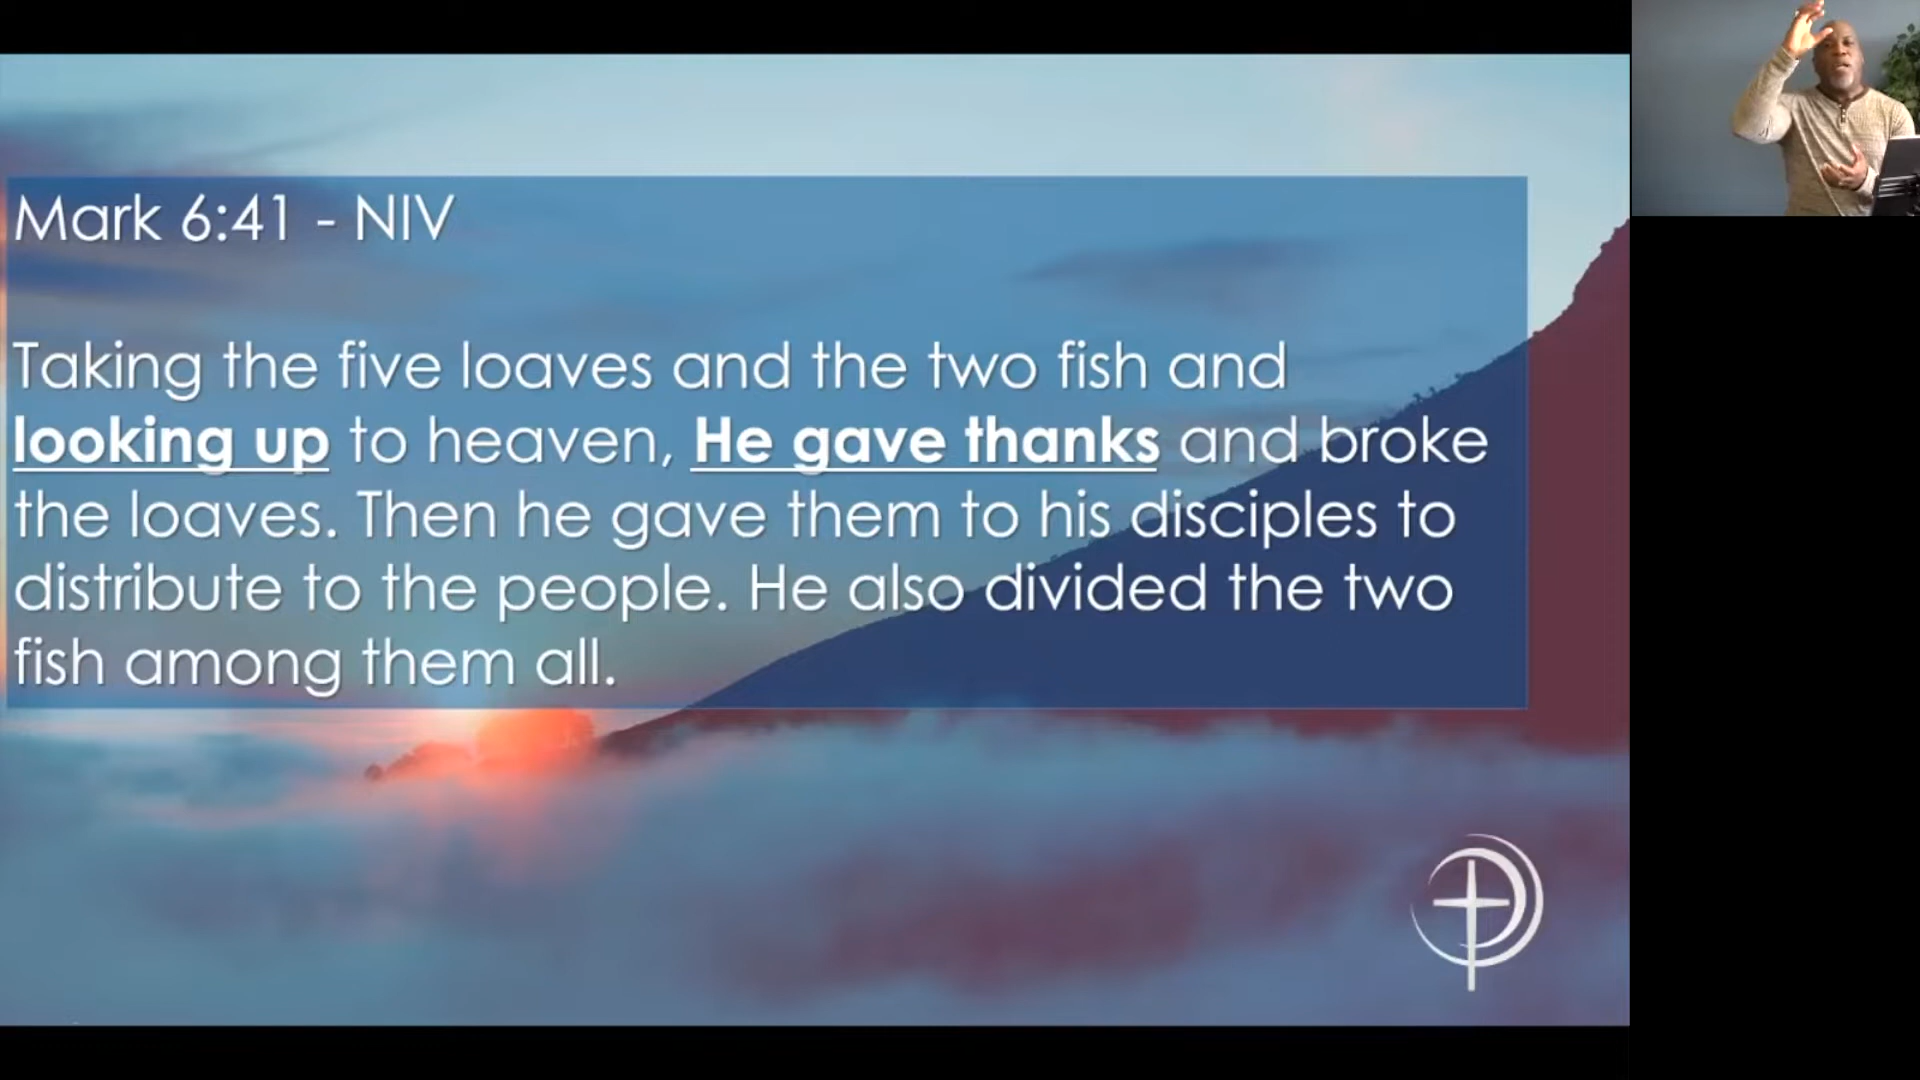 Mark 6:41 - NIV
Taking the five loaves and the two fish and
looking up to heaven, He gave thanks and broke
the loaves. Then he gave them to his disciples to
distribute to the people. He also divided the two
fish among them all.